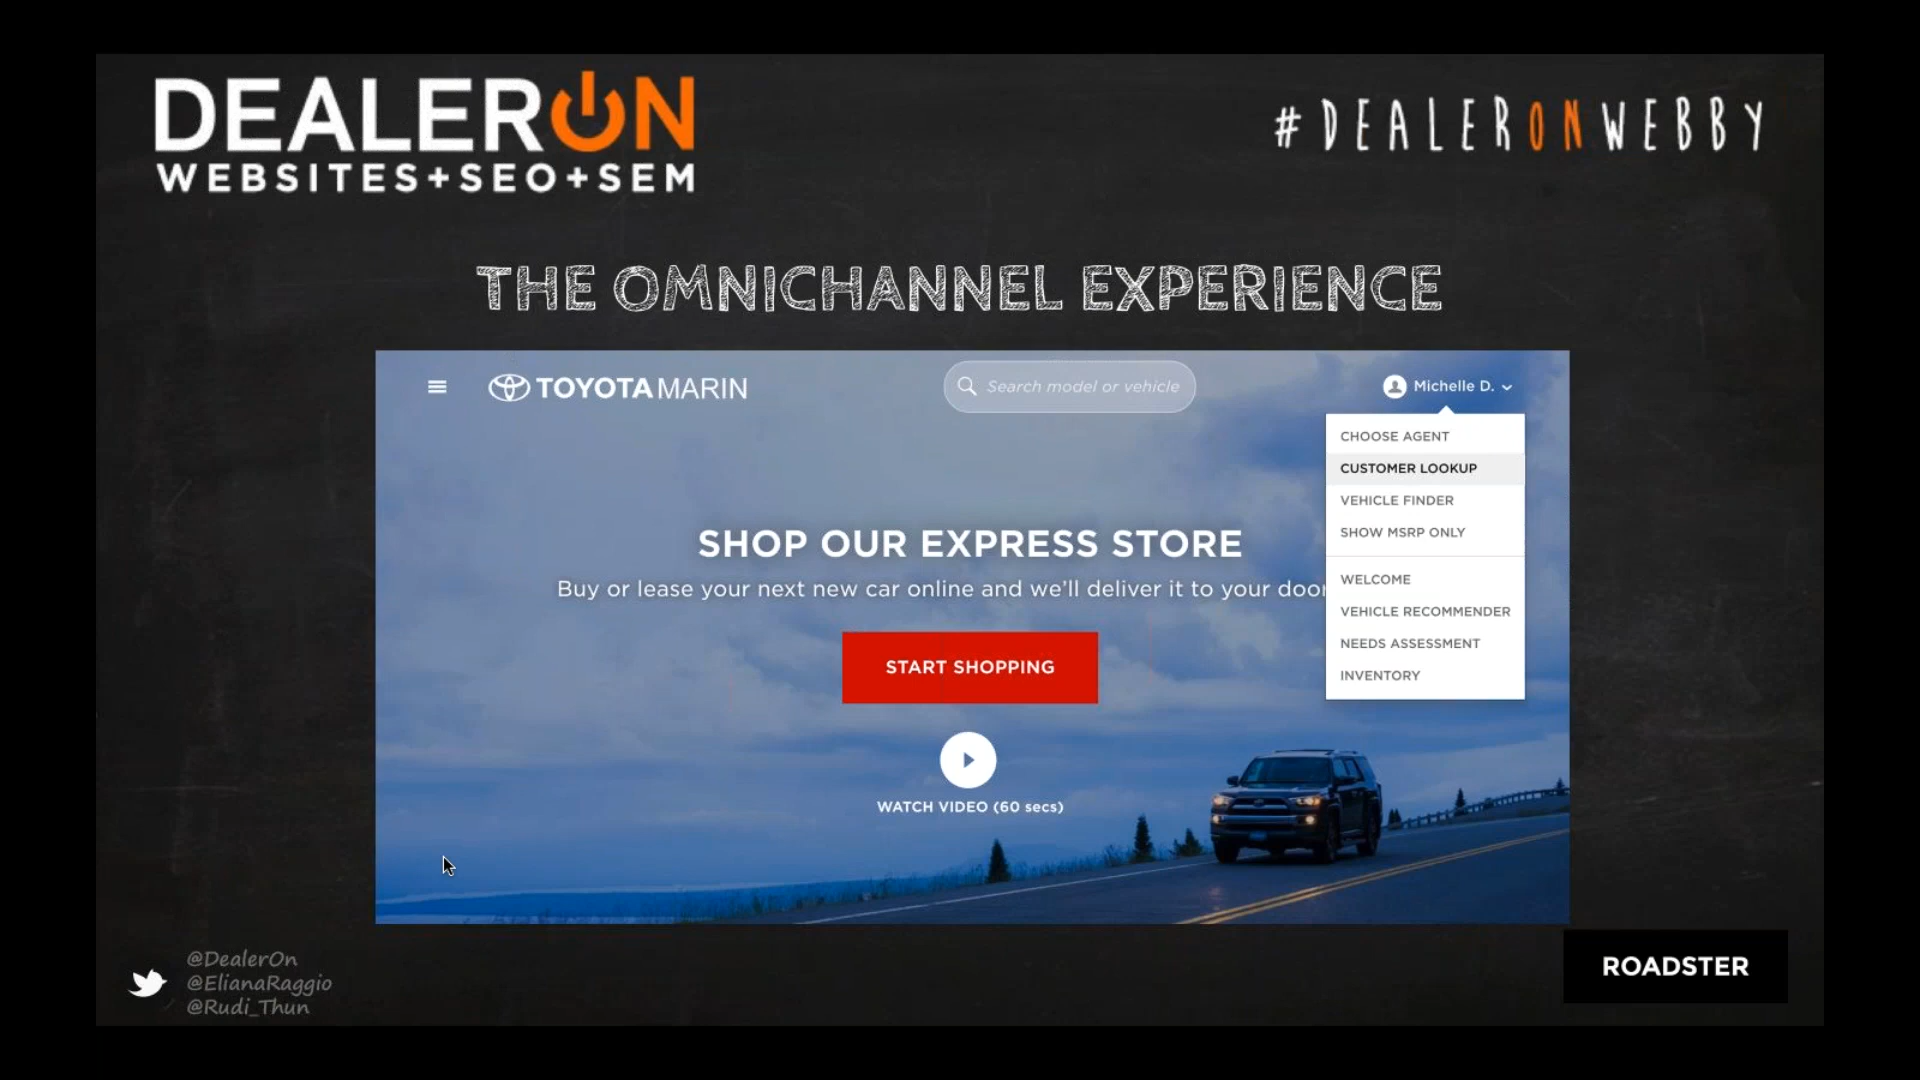 DEALERON
WEBSITES+SEO+SEM
#DEALERONWEBBY
THE OMNICHANNEL EXPERIENCE
TOYOTA MARIN
Search model or vehicle
Michelle D.
CHOOSE AGENT
CUSTOMER LOOKUP
VEHICLE FINDER
SHOW MSRP ONLY
WELCOME
VEHICLE RECOMMENDER
NEEDS ASSESSMENT
INVENTORY
SHOP OUR EXPRESS STORE
Buy or lease your next new car online and we'll deliver it to your door
START SHOPPING
WATCH VIDEO (60 secs)
@DealerOn
@ElianaRaggio
@Rudi_Thun
ROADSTER